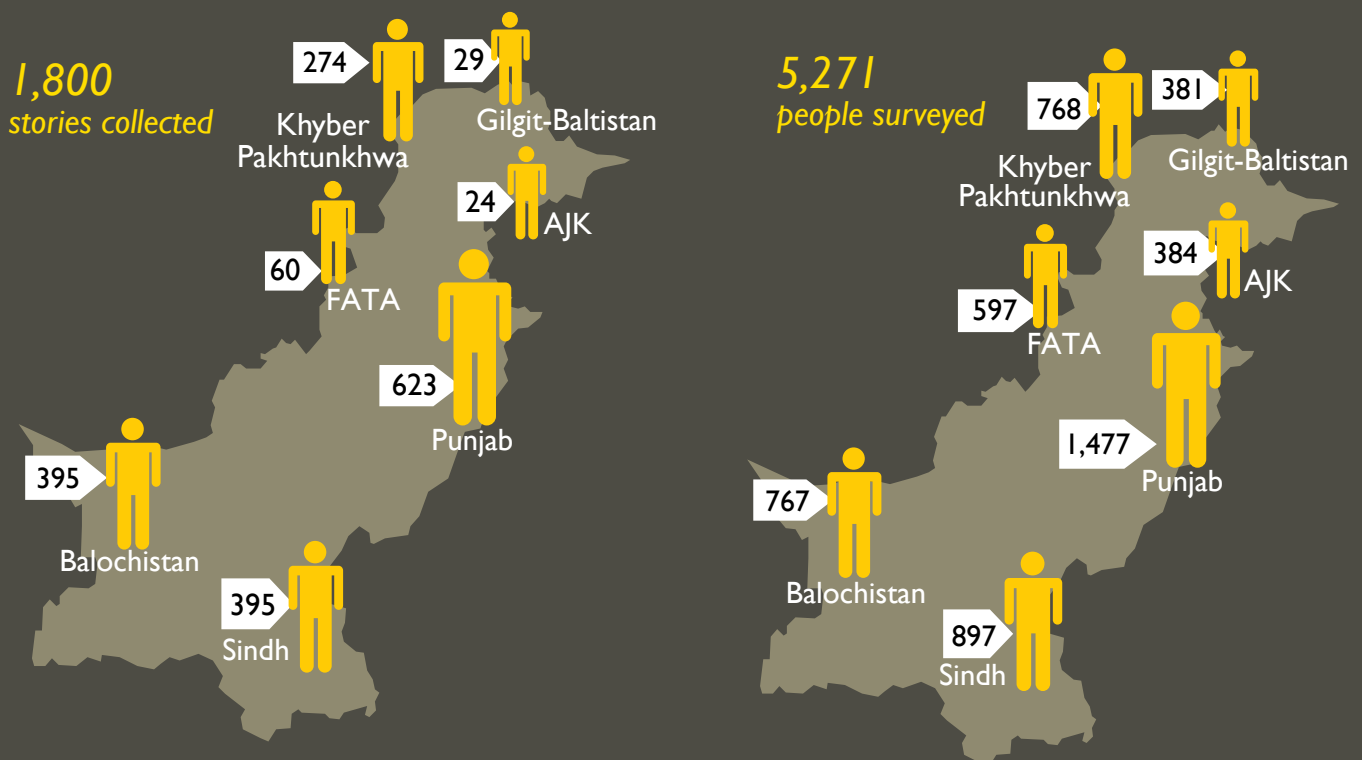 1,800
stories collected
274
Khyber
Pakhtunkhwa
29
Gilgit-Baltistan
24
AJK
60
FATA
623
Punjab
395
Balochistan
395
Sindh
5,271
people surveyed
768
Khyber
Pakhtunkhwa
381
Gilgit-Baltistan
384
AJK
597
FATA
1,477
Punjab
767
Balochistan
897
Sindh